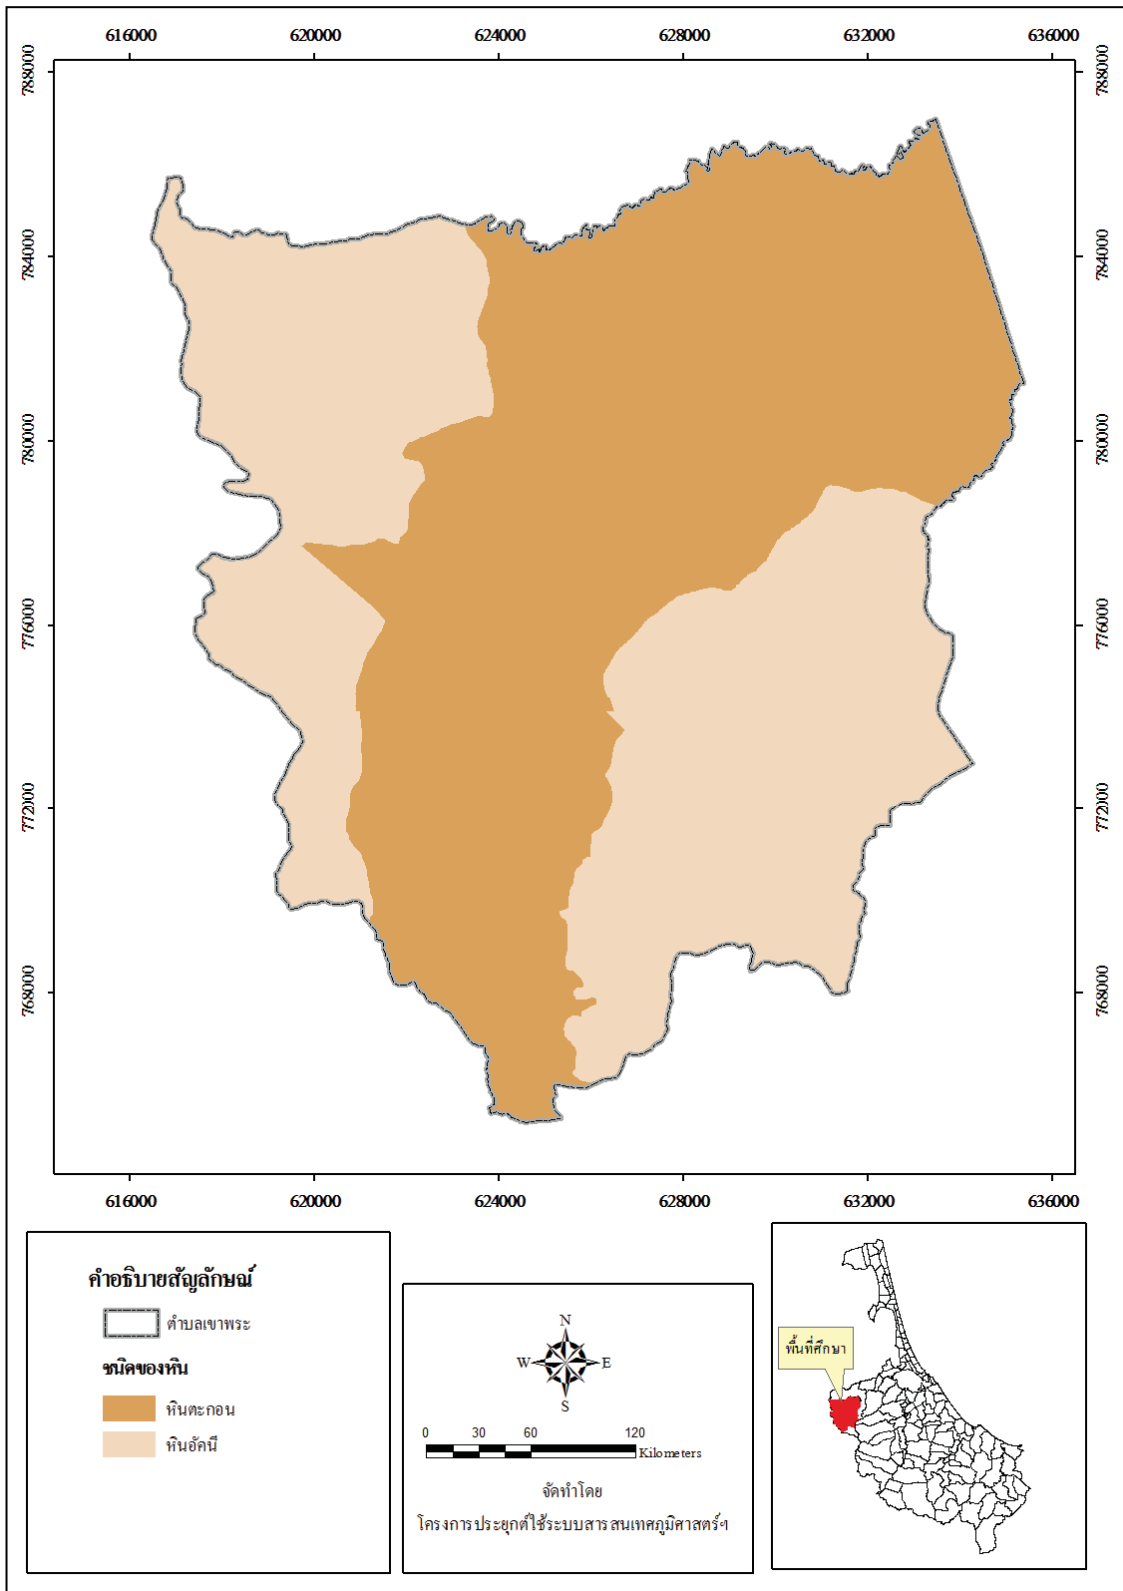 616000 620000 624000 628000 632000 636000
788000 788000
784000 784000
780000 780000
776000 776000
772000 772000
768000 768000
616000 620000 624000 628000 632000 636000
คำอธิบายสัญลักษณ์
ตำบลเขาพระ
ชนิดของหิน
หินตะกอน
หินอัคนี
N
W E
S
0 30 60 120
Kilometers
จัดทำโดย
โครงการประยุกต์ใช้ระบบสารสนเทศภูมิศาสตร์ฯ
พื้นที่ศึกษา